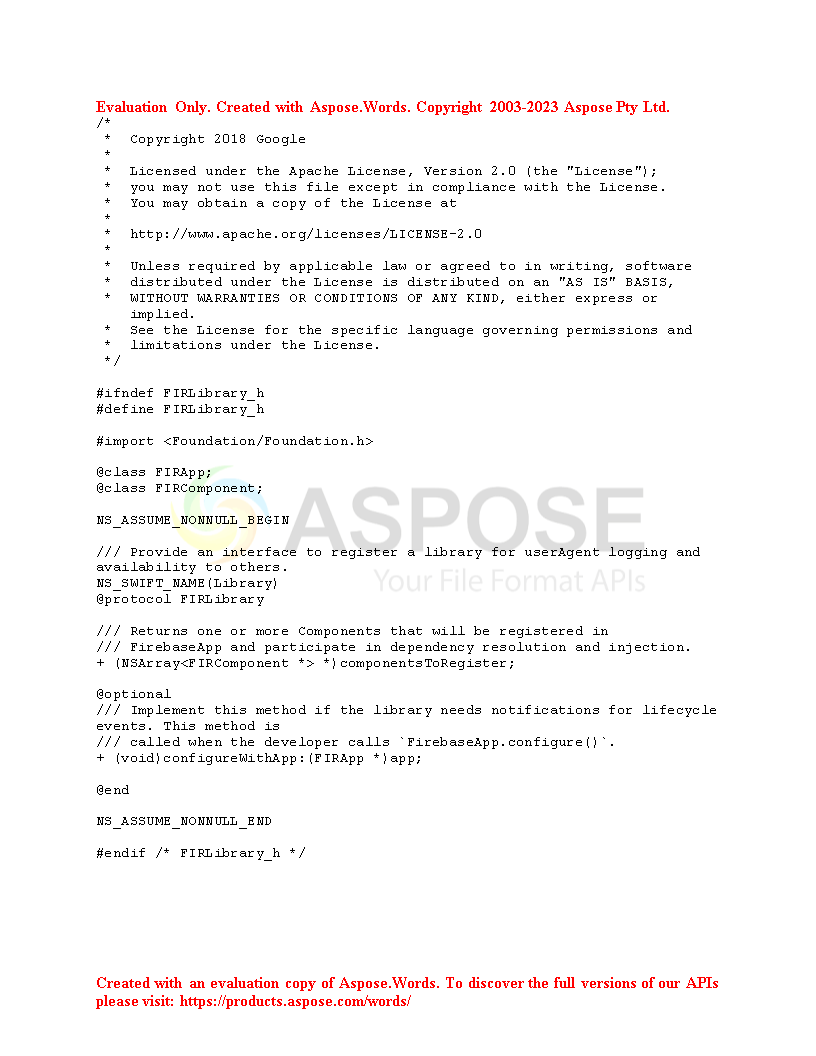 Evaluation Only. Created with Aspose.Words. Copyright 2003-2023 Aspose Pty Ltd.
/*
 *  Copyright 2018 Google
 *
 *  Licensed under the Apache License, Version 2.0 (the "License");
 *  you may not use this file except in compliance with the License.
 *  You may obtain a copy of the License at
 *
 *  http://www.apache.org/licenses/LICENSE-2.0
 *
 *  Unless required by applicable law or agreed to in writing, software
 *  distributed under the License is distributed on an "AS IS" BASIS,
 *  WITHOUT WARRANTIES OR CONDITIONS OF ANY KIND, either express or
    implied.
 *  See the License for the specific language governing permissions and
 *  limitations under the License.
 */

#ifndef FIRLibrary_h
#define FIRLibrary_h

#import <Foundation/Foundation.h>

@class FIRApp;
@class FIRComponent;

NS_ASSUME_NONNULL_BEGIN
ASPOSE
Your File Format APIs

/// Provide an interface to register a library for userAgent logging and
availability to others.
NS_SWIFT_NAME(Library)
@protocol FIRLibrary

/// Returns one or more Components that will be registered in
/// FirebaseApp and participate in dependency resolution and injection.
+ (NSArray<FIRComponent *> *)componentsToRegister;

@optional
/// Implement this method if the library needs notifications for lifecycle
events. This method is
/// called when the developer calls `FirebaseApp.configure()`.
+ (void)configureWithApp:(FIRApp *)app;

@end

NS_ASSUME_NONNULL_END

#endif /* FIRLibrary_h */

Created with an evaluation copy of Aspose.Words. To discover the full versions of our APIs
please visit: https://products.aspose.com/words/